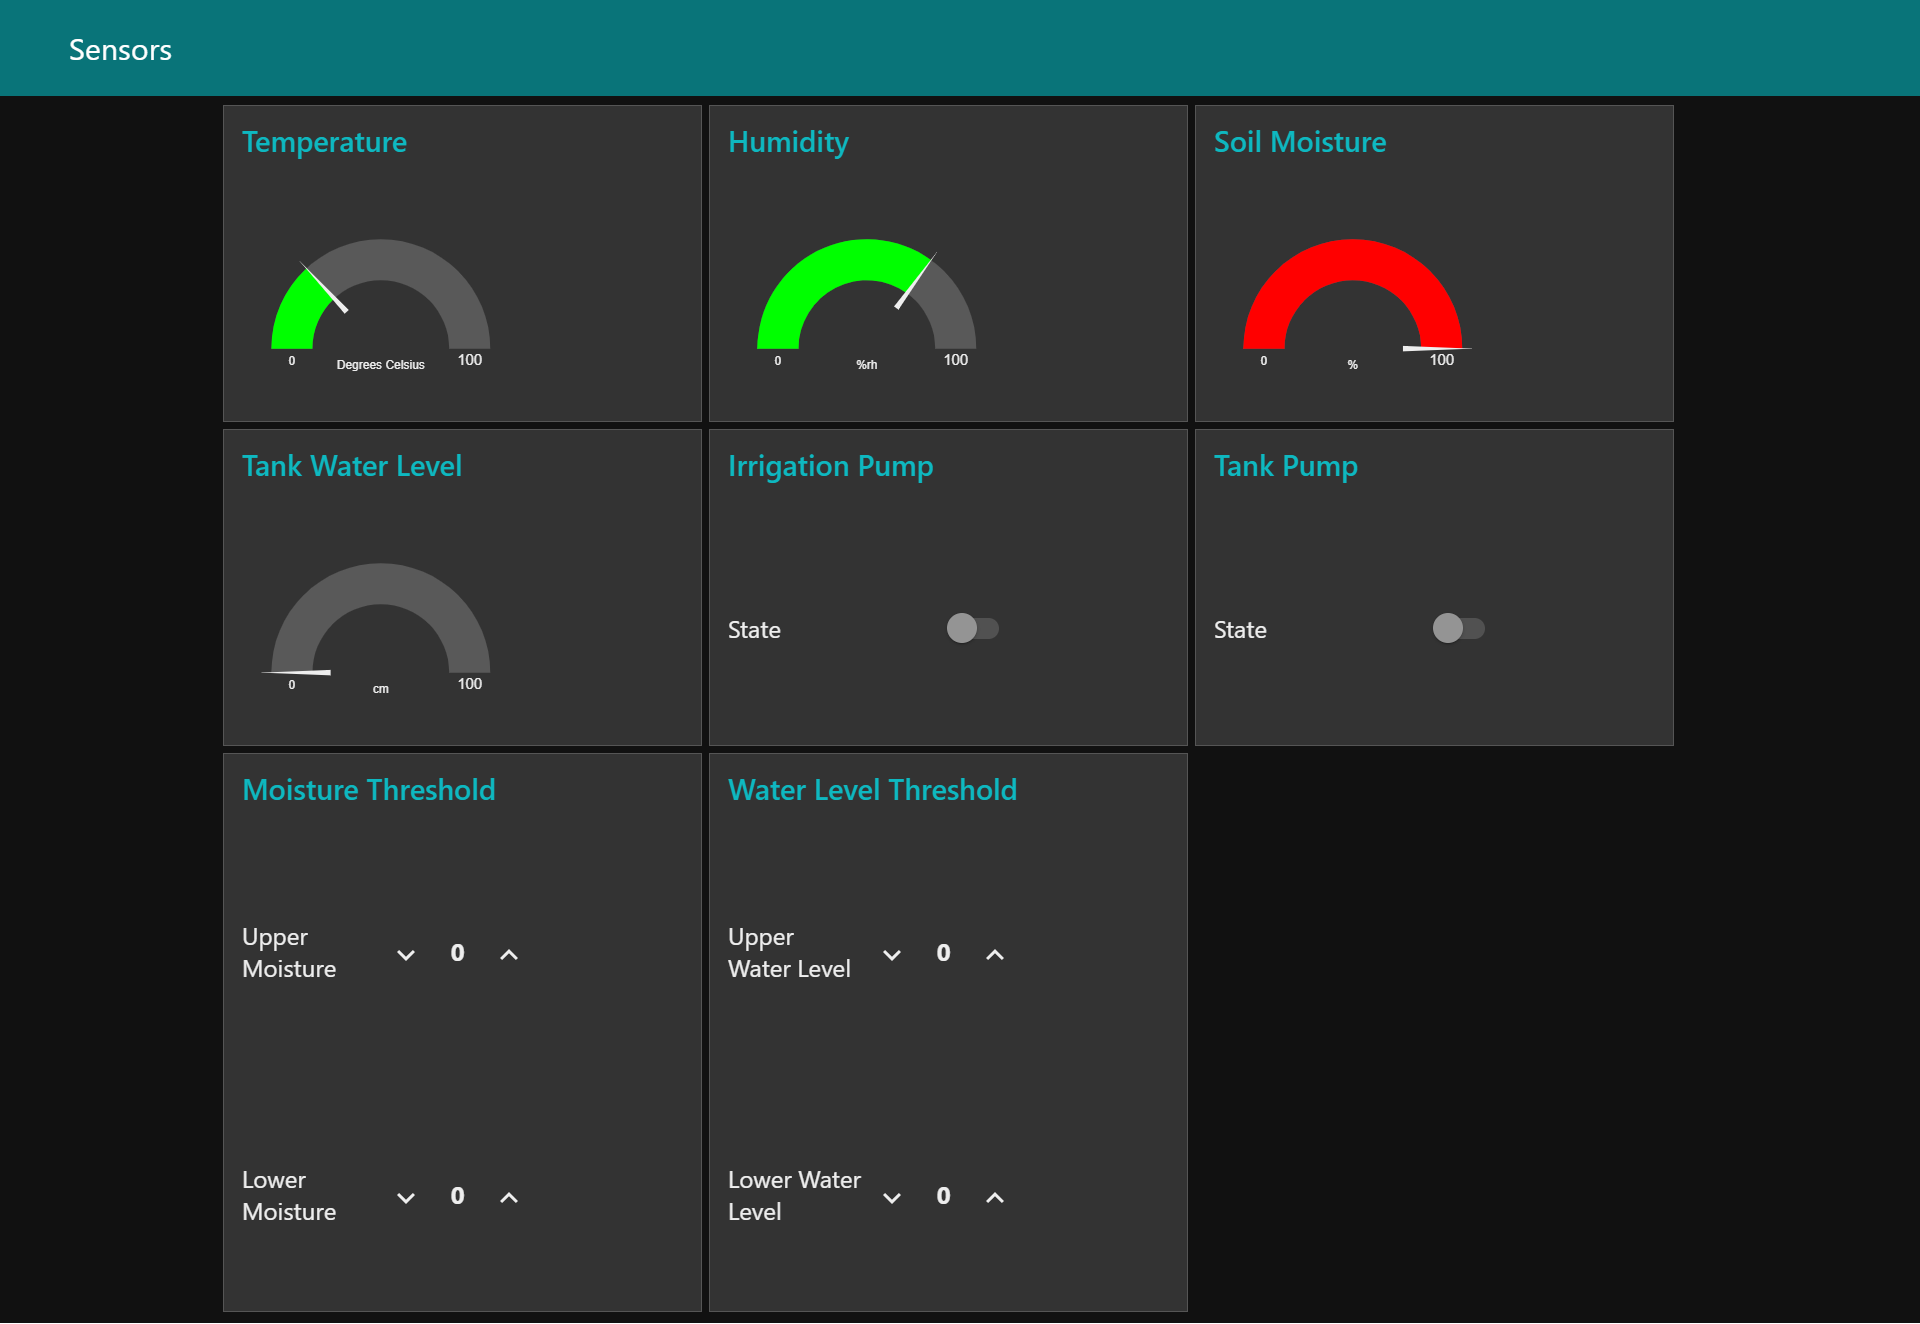 Sensors
Temperature
0
Degrees Celsius
100
Humidity
0
%rh
100
Soil Moisture
0
%
100
Tank Water Level
0
cm
100
Irrigation Pump
State
Tank Pump
State
Moisture Threshold
Upper
Moisture
0
Lower
Moisture
0
Water Level Threshold
Upper
Water Level
0
Lower Water
Level
0